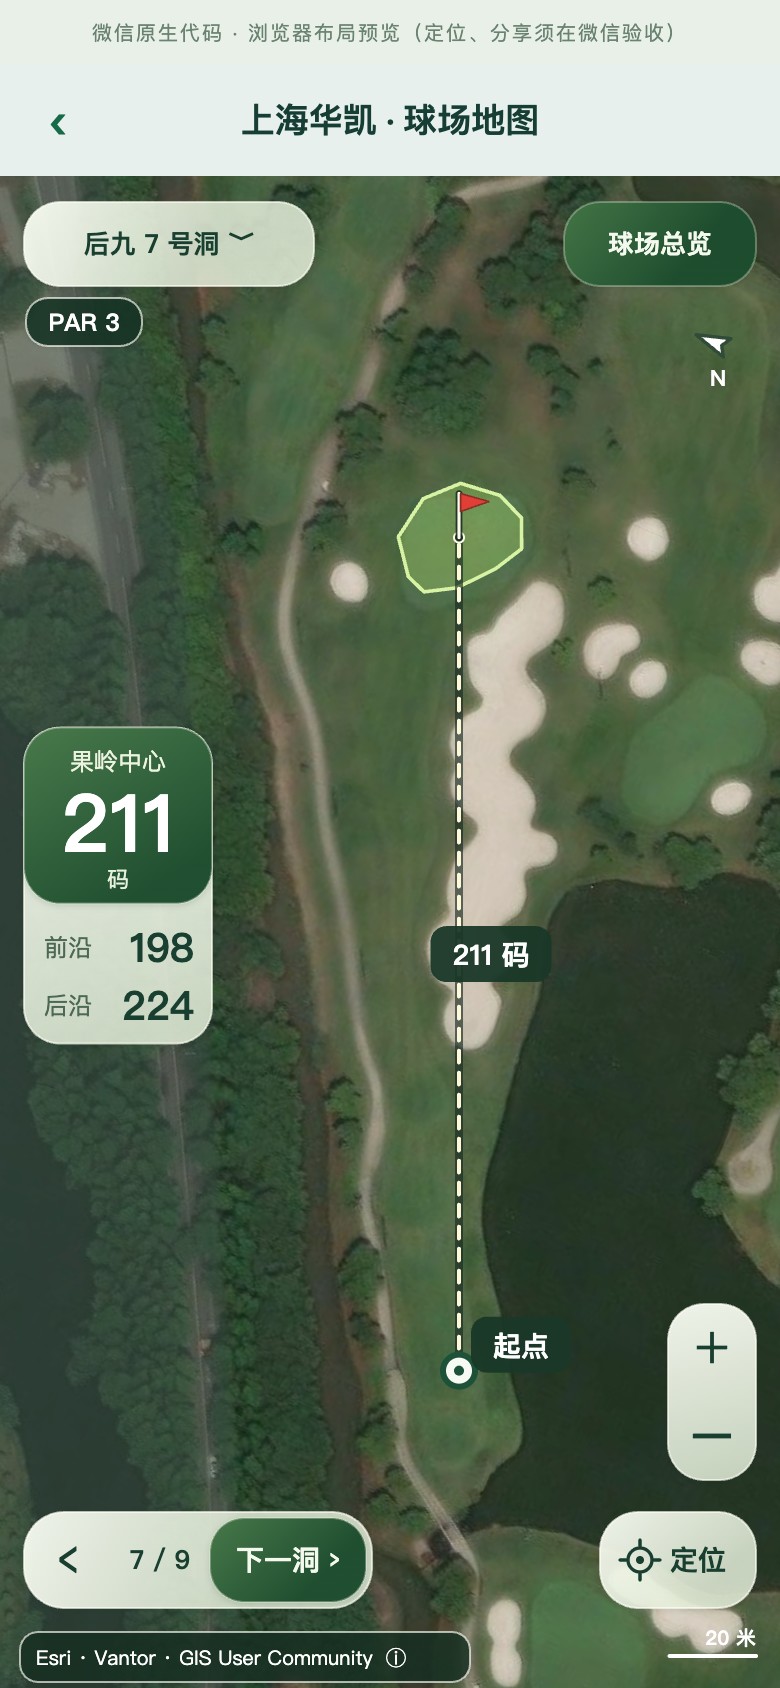 微信原生代码 · 浏览器布局预览（定位、分享须在微信验收）
‹ 上海华凯 · 球场地图
后九 7 号洞
球场总览
PAR 3
N
果岭中心
211
码
前沿 198
后沿 224
211 码
起点
+
—
< 7 / 9 下一洞 ›
定位
20 米
Esri · Vantor · GIS User Community ⓘ